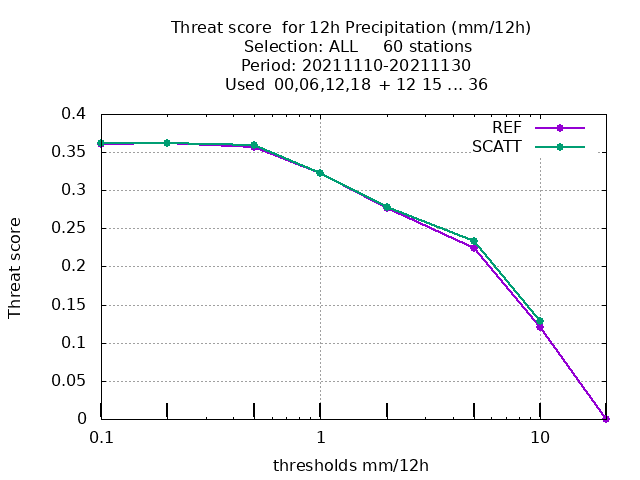 Threat score  for 12h Precipitation (mm/12h)
Selection: ALL     60 stations
Period: 20211110-20211130
Used  00,06,12,18  + 12 15 ... 36
REF
SCATT
0.4
0.35
0.3
0.25
0.2
0.15
0.1
0.05
0
Threat score
0.1
1
10
thresholds mm/12h